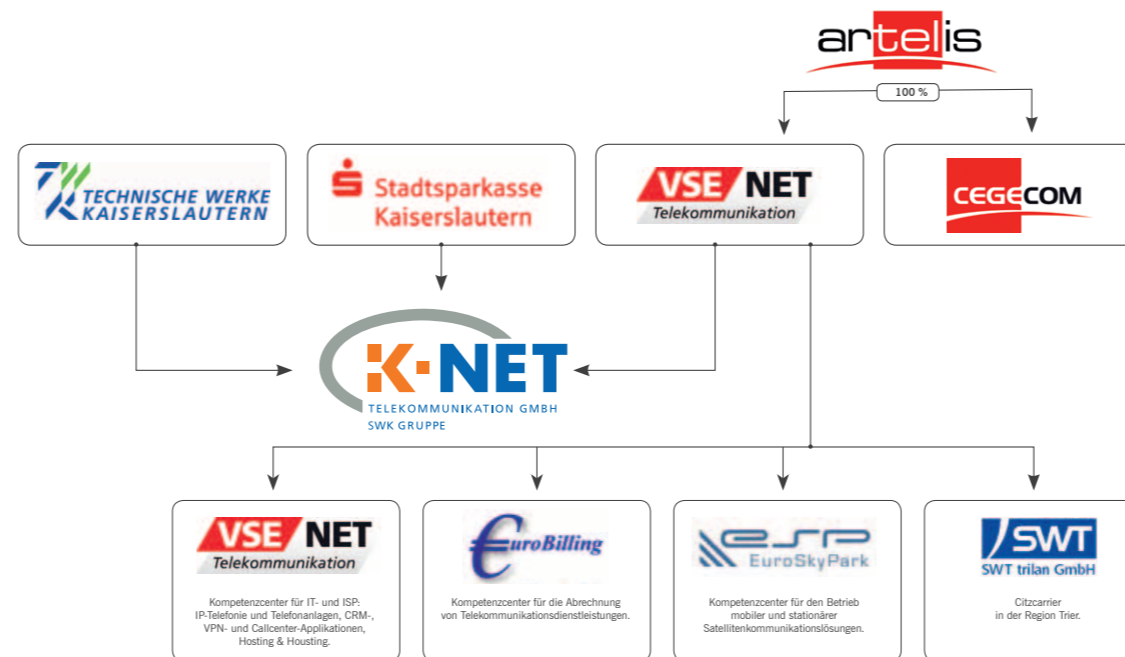 artelis
100 %
TECHNISCHE WERKE
KAISERSLAUTERN
Stadtsparkasse
Kaiserslautern
VSE NET
Telekommunikation
CEGECOM
K·NET
TELEKOMMUNIKATION GMBH
SWK GRUPPE
VSE NET
Telekommunikation
Kompetenzcenter für IT- und ISP:
IP-Telefonie und Telefonanlagen, CRM-,
VPN- und Callcenter-Applikationen,
Hosting & Housting.
€uroBilling
Kompetenzcenter für die Abrechnung
von Telekommunikationsdienstleistungen.
esp
EuroSkyPark
Kompetenzcenter für den Betrieb
mobiler und stationärer
Satellitenkommunikationslösungen.
SWT
SWT trilan GmbH
Citzcarrier
in der Region Trier.